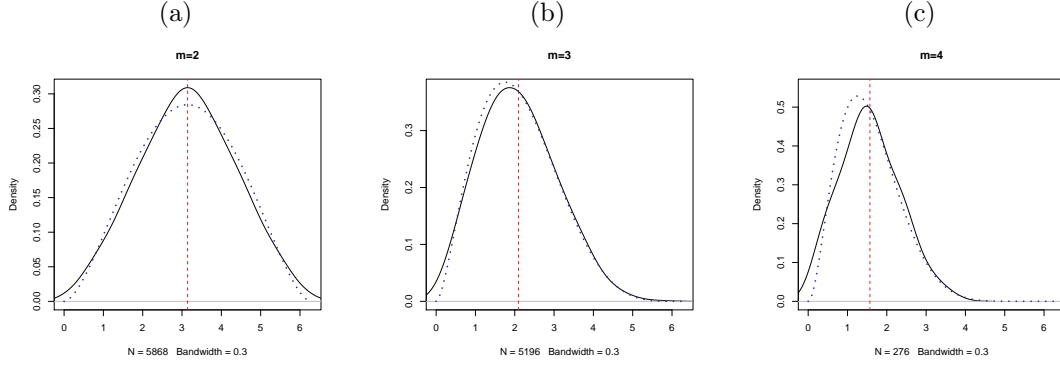 (a)
m=2
Density
0.00 0.05 0.10 0.15 0.20 0.25 0.30
0 1 2 3 4 5 6
N = 5868 Bandwidth = 0.3
(b)
m=3
Density
0.0 0.1 0.2 0.3
0 1 2 3 4 5 6
N = 5196 Bandwidth = 0.3
(c)
m=4
Density
0.0 0.1 0.2 0.3 0.4 0.5
0 1 2 3 4 5 6
N = 276 Bandwidth = 0.3